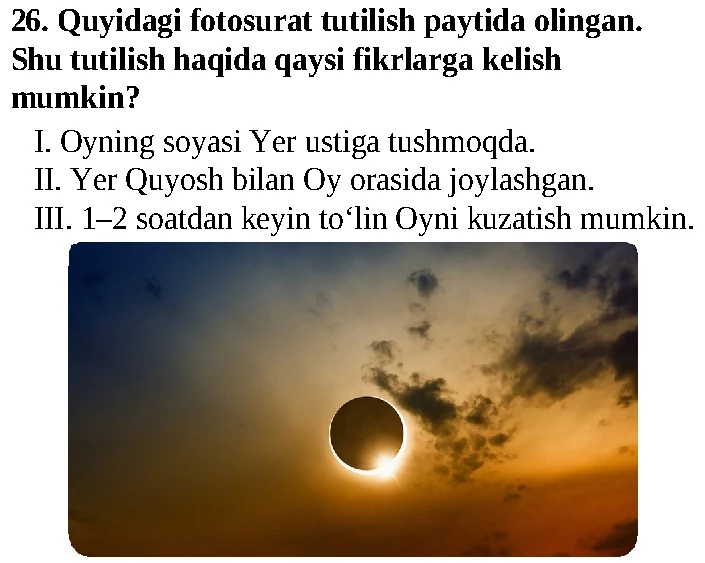 26. Quyidagi fotosurat tutilish paytida olingan.
Shu tutilish haqida qaysi fikrlarga kelish
mumkin?
I. Oyning soyasi Yer ustiga tushmoqda.
II. Yer Quyosh bilan Oy orasida joylashgan.
III. 1–2 soatdan keyin to‘lin Oyni kuzatish mumkin.